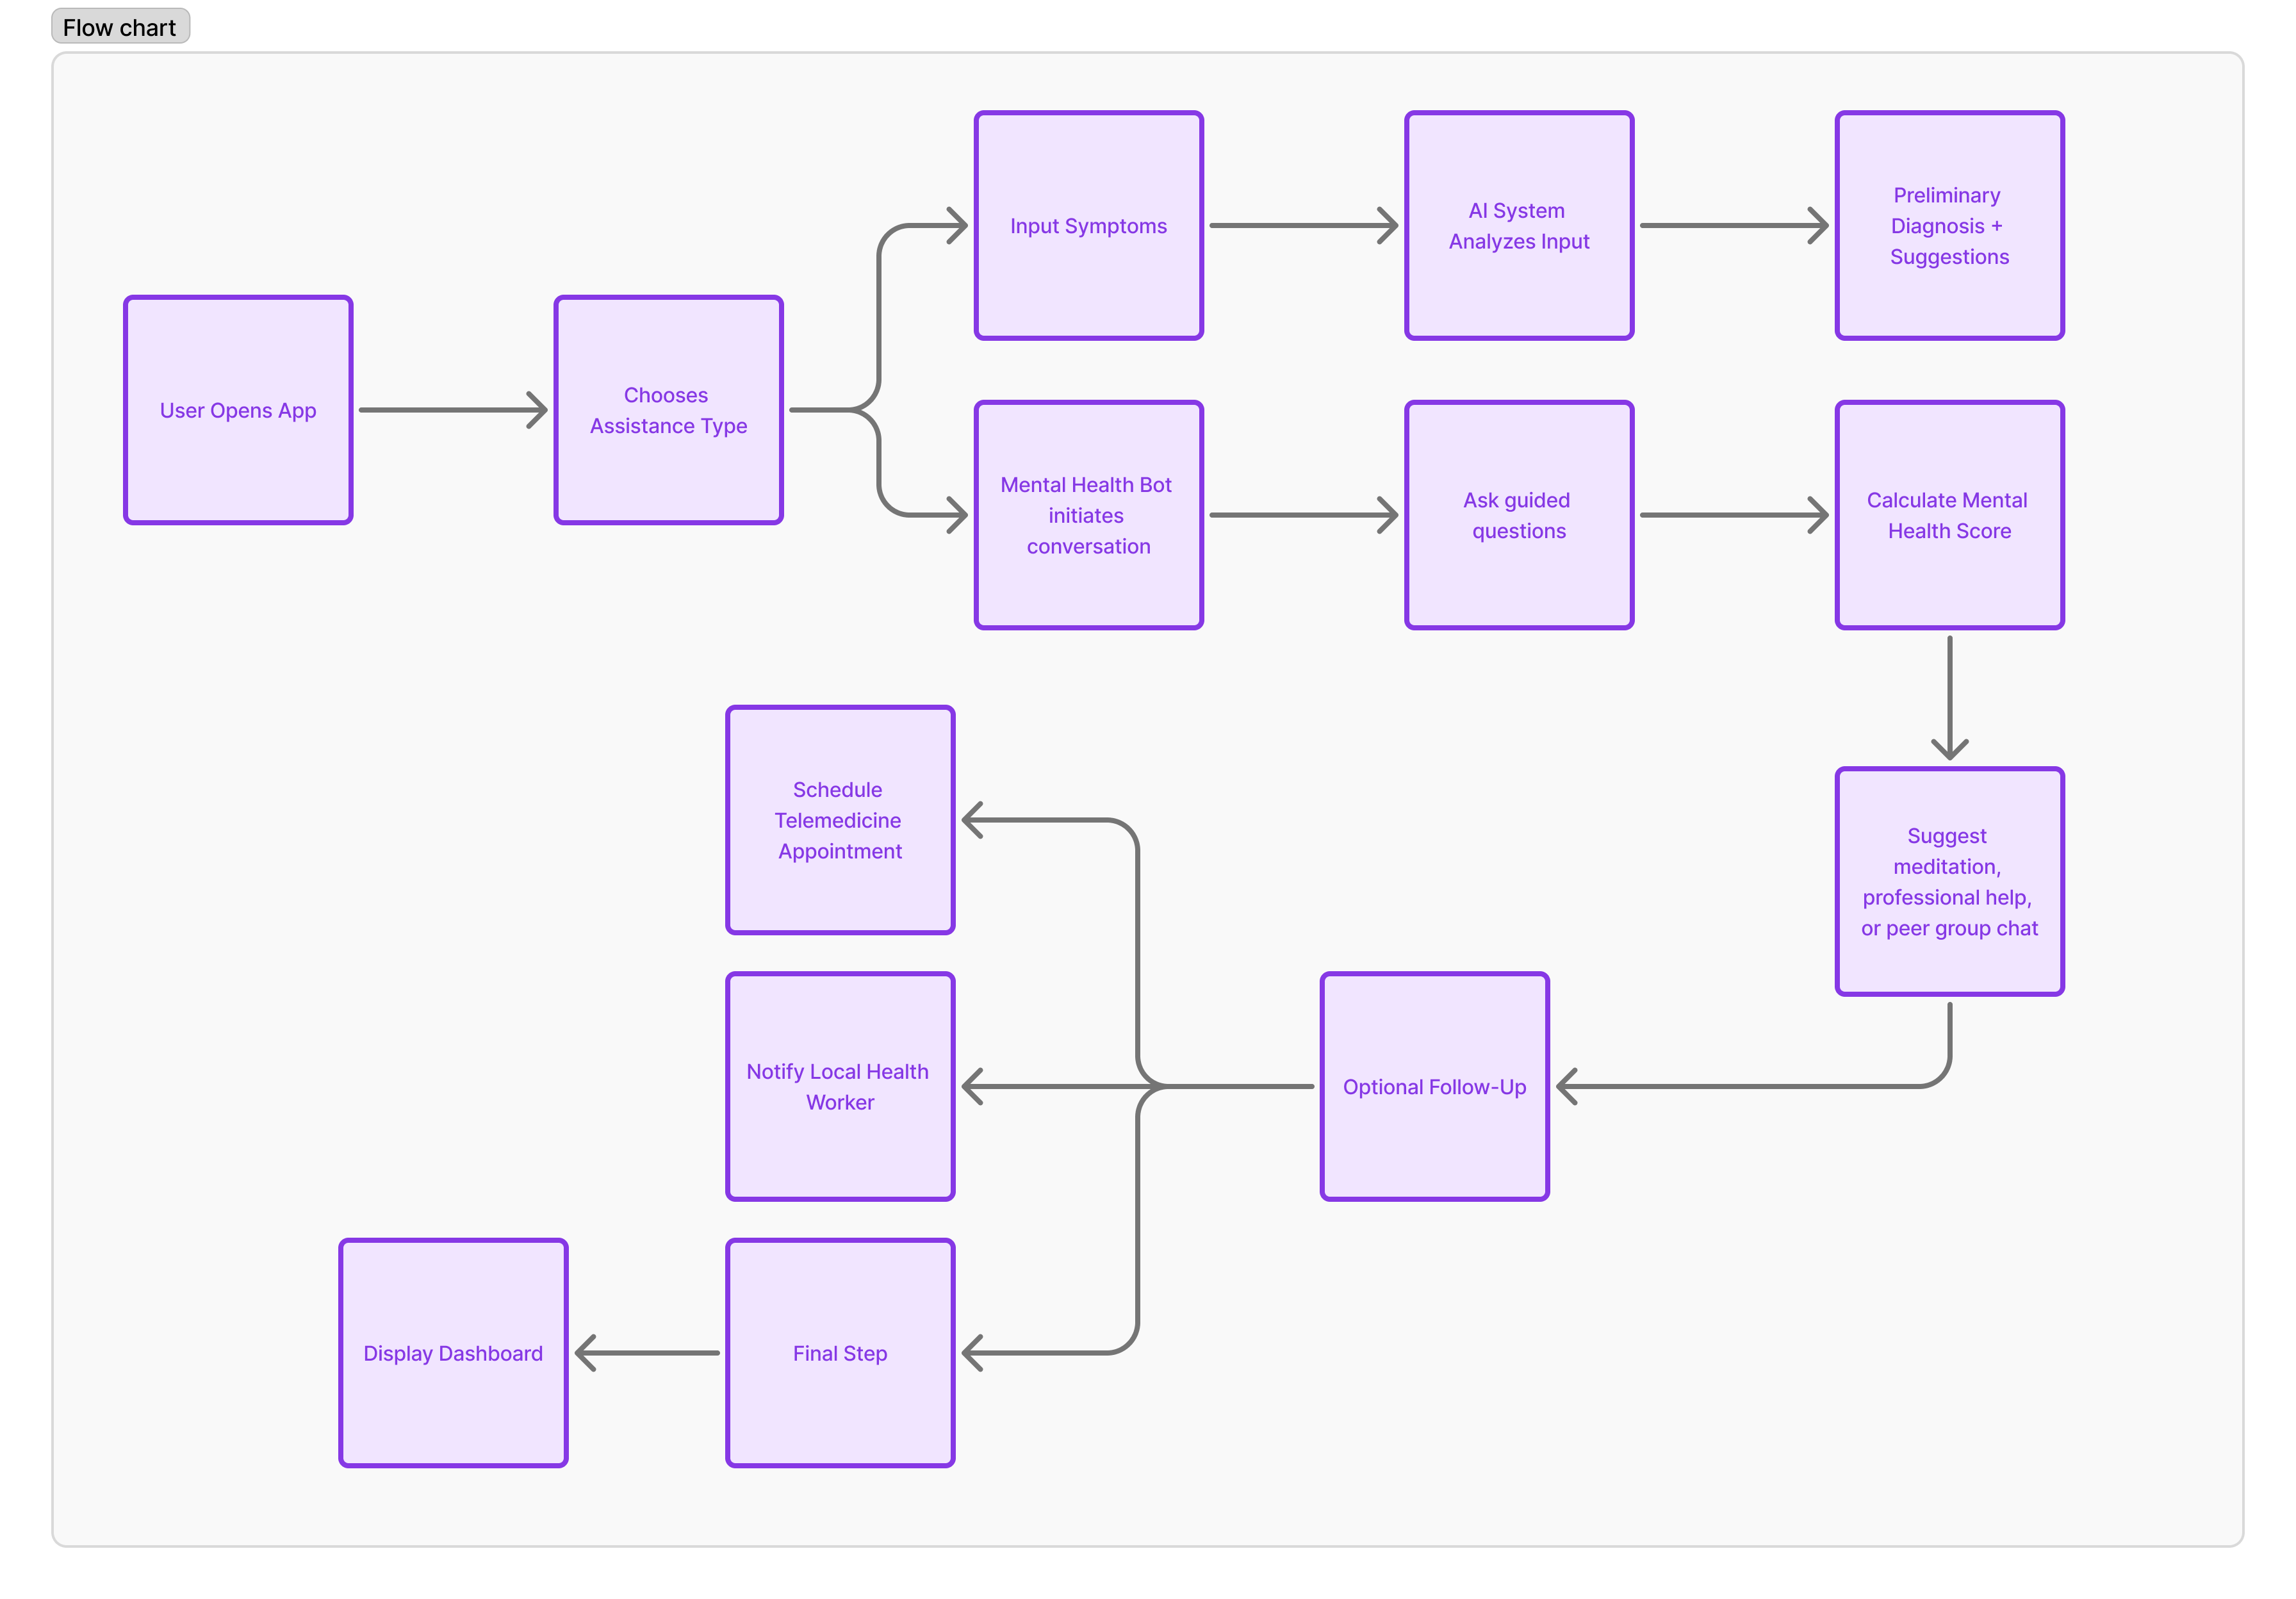 Flow chart
User Opens App
Chooses
Assistance Type
Input Symptoms
AI System
Analyzes Input
Preliminary
Diagnosis +
Suggestions
Mental Health Bot
initiates
conversation
Ask guided
questions
Calculate Mental
Health Score
Suggest
meditation,
professional help,
or peer group chat
Optional Follow-Up
Schedule
Telemedicine
Appointment
Notify Local Health
Worker
Final Step
Display Dashboard